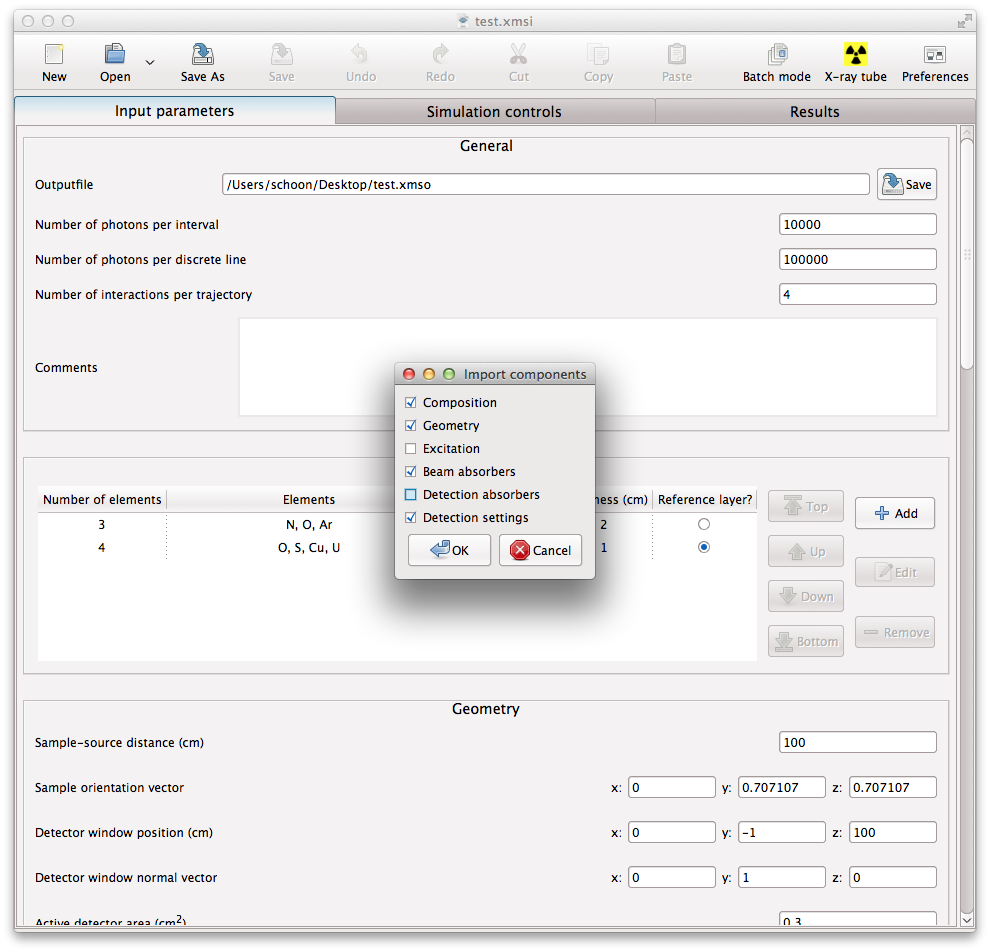 test.xmsi
New Open Save As Save Undo Redo Cut Copy Paste Batch mode X-ray tube Preferences
Input parameters Simulation controls Results
General
Outputfile /Users/schoon/Desktop/test.xmso Save
Number of photons per interval 10000
Number of photons per discrete line 100000
Number of interactions per trajectory 4
Comments
Import components
Composition
Geometry
Excitation
Beam absorbers
Detection absorbers
Detection settings
OK Cancel
Number of elements Elements (cm) Reference layer?
3 N, O, Ar 2
4 O, S, Cu, U 1
Top Add
Up Edit
Down
Bottom Remove
Geometry
Sample-source distance (cm) 100
Sample orientation vector x: 0 y: 0.707107 z: 0.707107
Detector window position (cm) x: 0 y: -1 z: 100
Detector window normal vector x: 0 y: 1 z: 0
Active detector area (cm2) 0.3